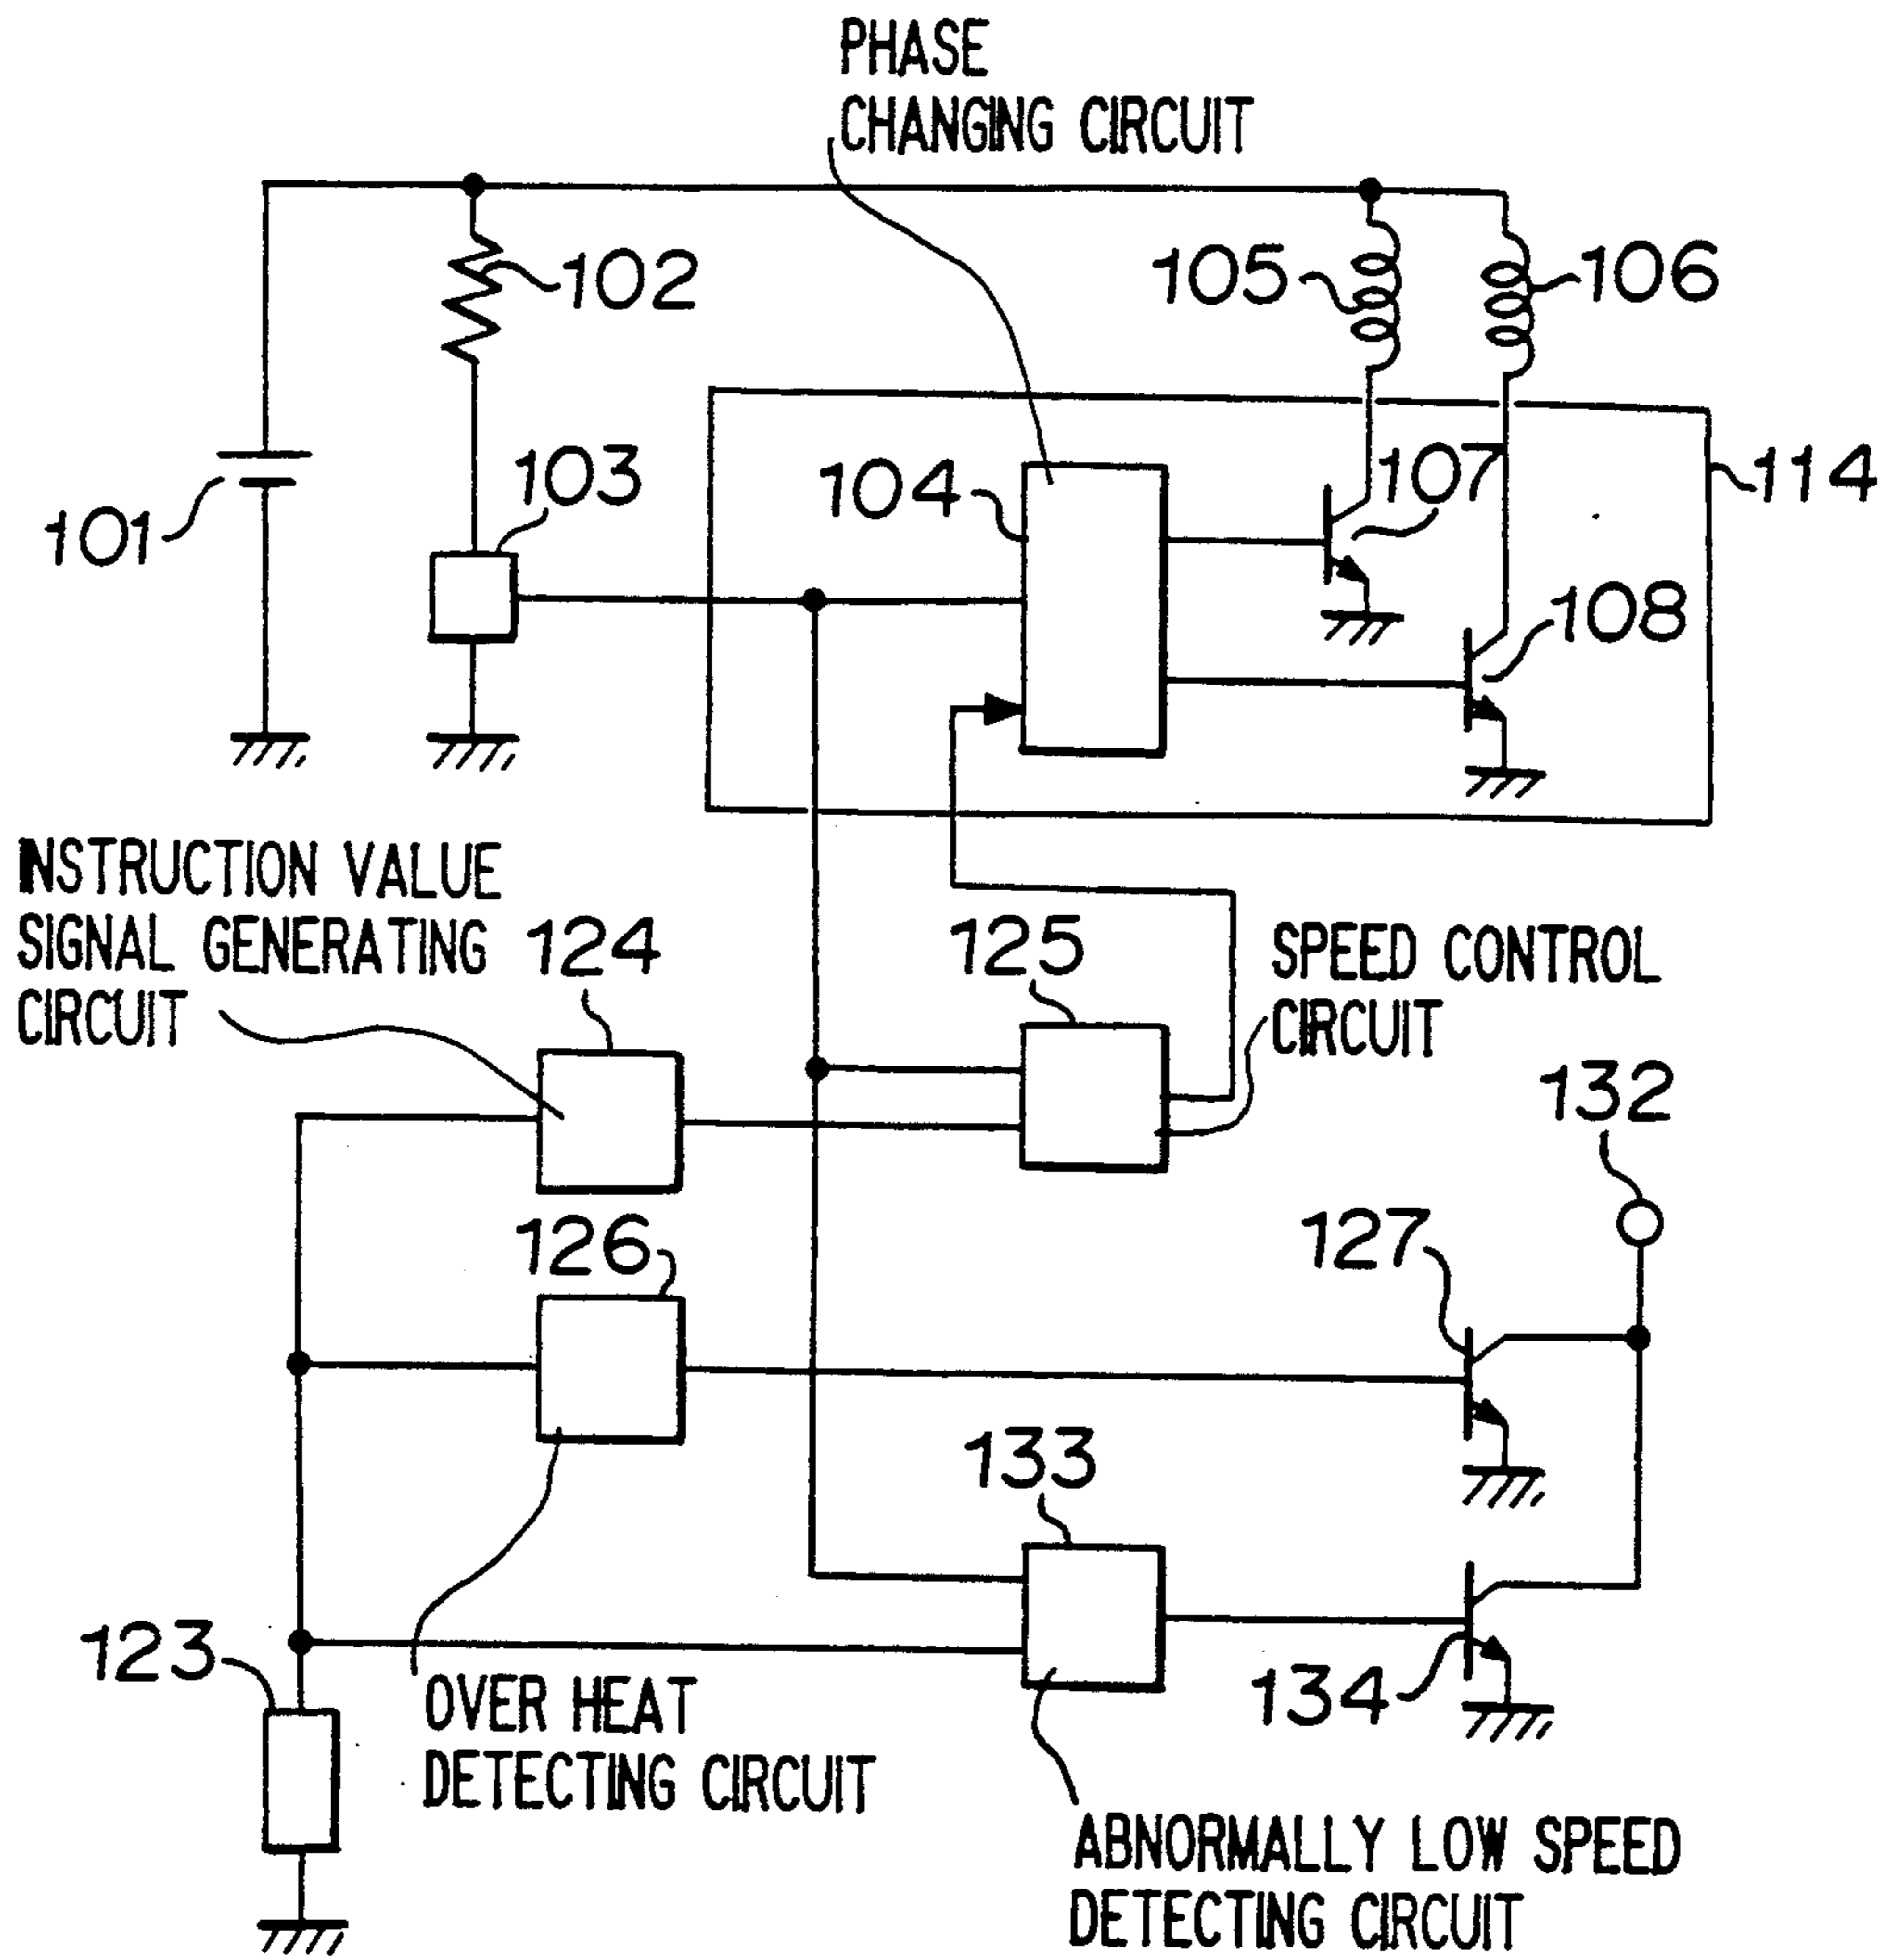 PHASE
CHANGING CIRCUIT
102
105
106
103
104
107
114
101
108
INSTRUCTION VALUE
SIGNAL GENERATING
CIRCUIT
124
125
SPEED CONTROL
CIRCUIT
132
126
127
133
123
134
OVER HEAT
DETECTING CIRCUIT
ABNORMALLY LOW SPEED
DETECTING CIRCUIT